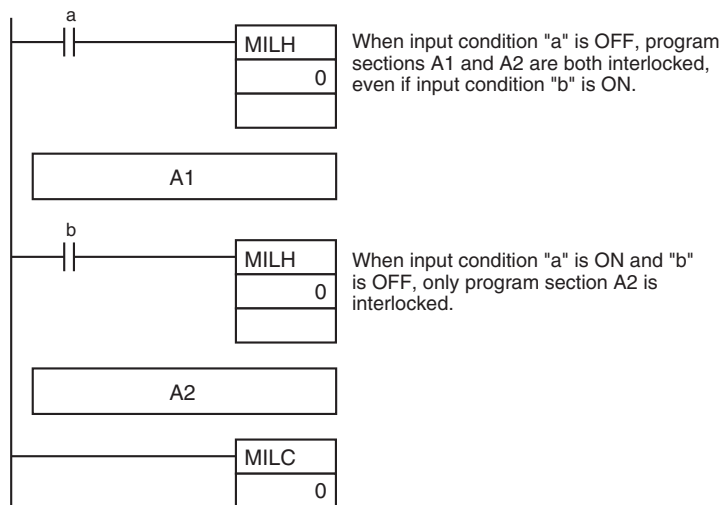 a
MILH
0
When input condition "a" is OFF, program
sections A1 and A2 are both interlocked,
even if input condition "b" is ON.
A1
b
MILH
0
When input condition "a" is ON and "b"
is OFF, only program section A2 is
interlocked.
A2
MILC
0